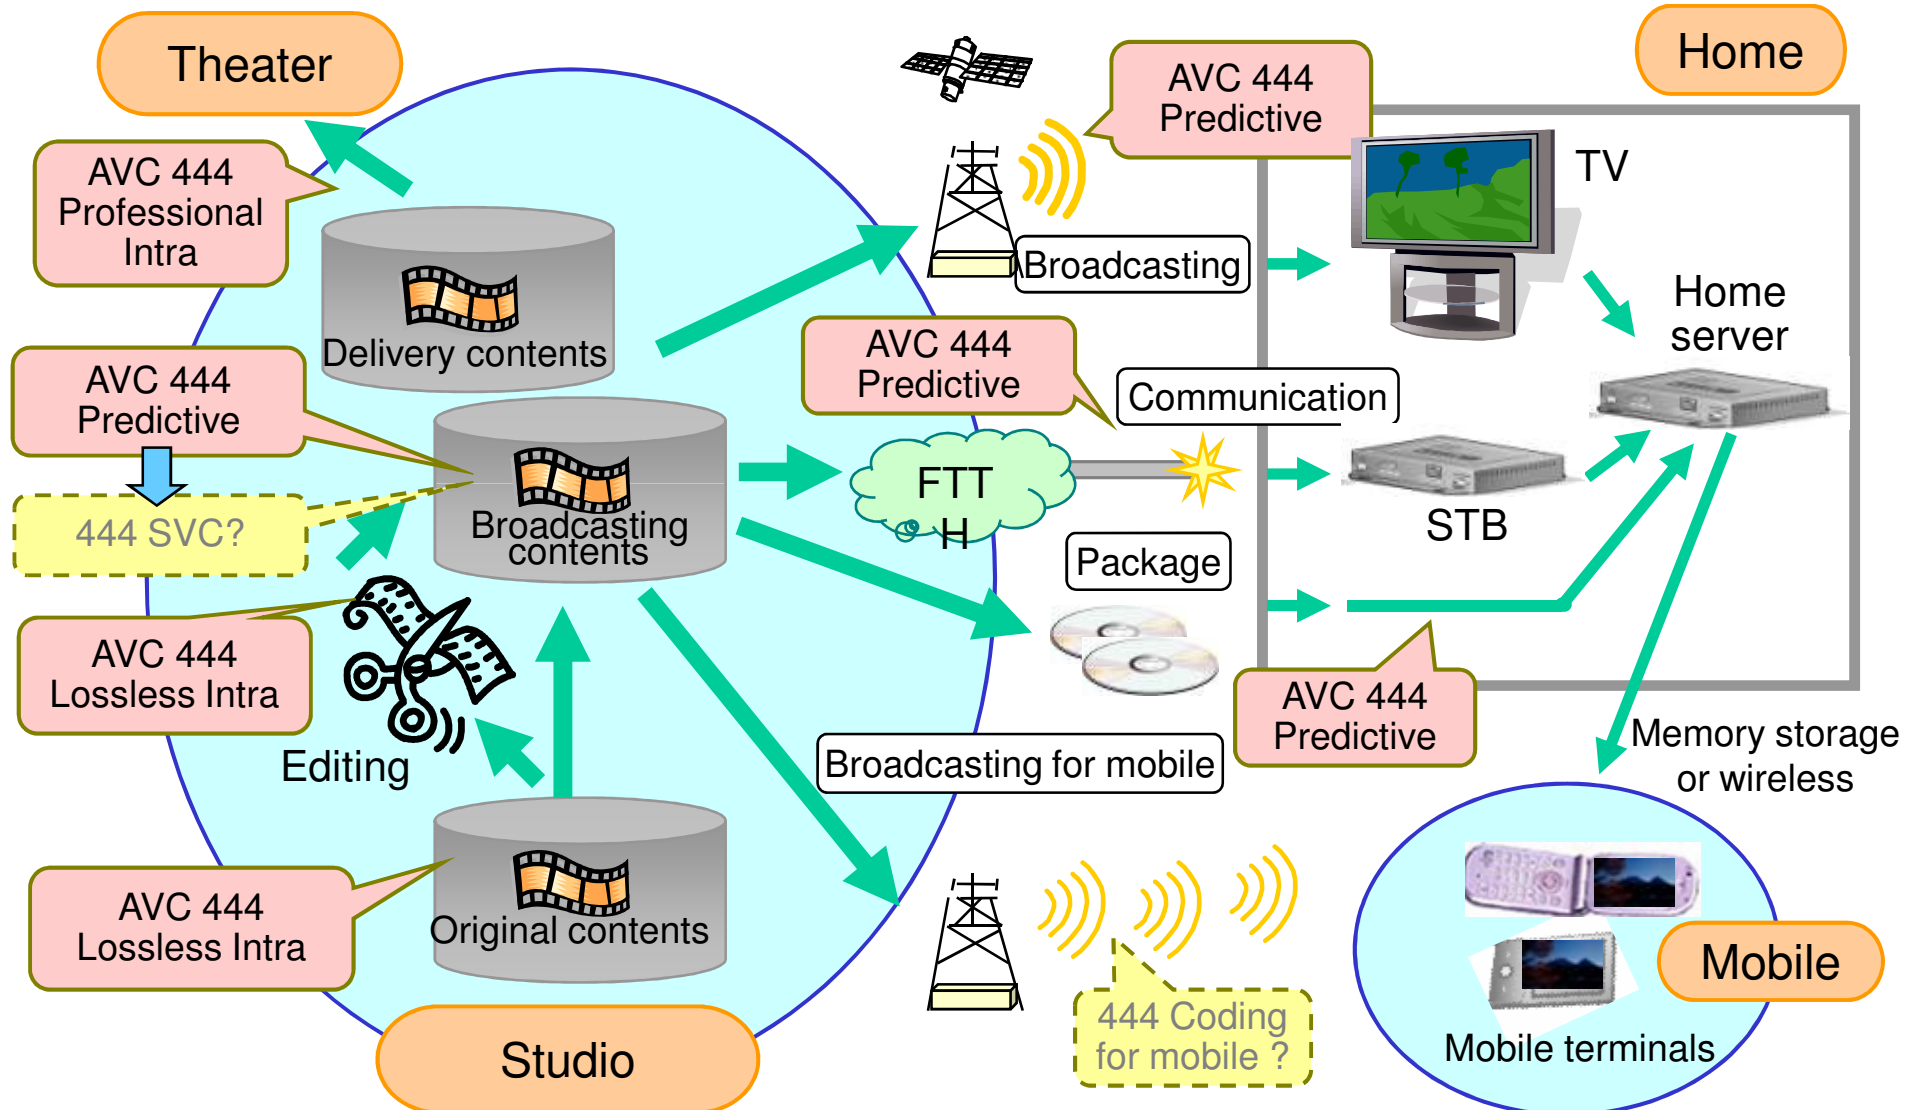 Theater
Home
AVC 444
Predictive
AVC 444
Professional
Intra
TV
Broadcasting
Home
server
Delivery contents
AVC 444
Predictive
AVC 444
Predictive
Communication
444 SVC?
Broadcasting
contents
FTT
H
STB
Package
AVC 444
Lossless Intra
AVC 444
Predictive
Editing
Broadcasting for mobile
Memory storage
or wireless
AVC 444
Lossless Intra
Original contents
Mobile
444 Coding
for mobile ?
Mobile terminals
Studio